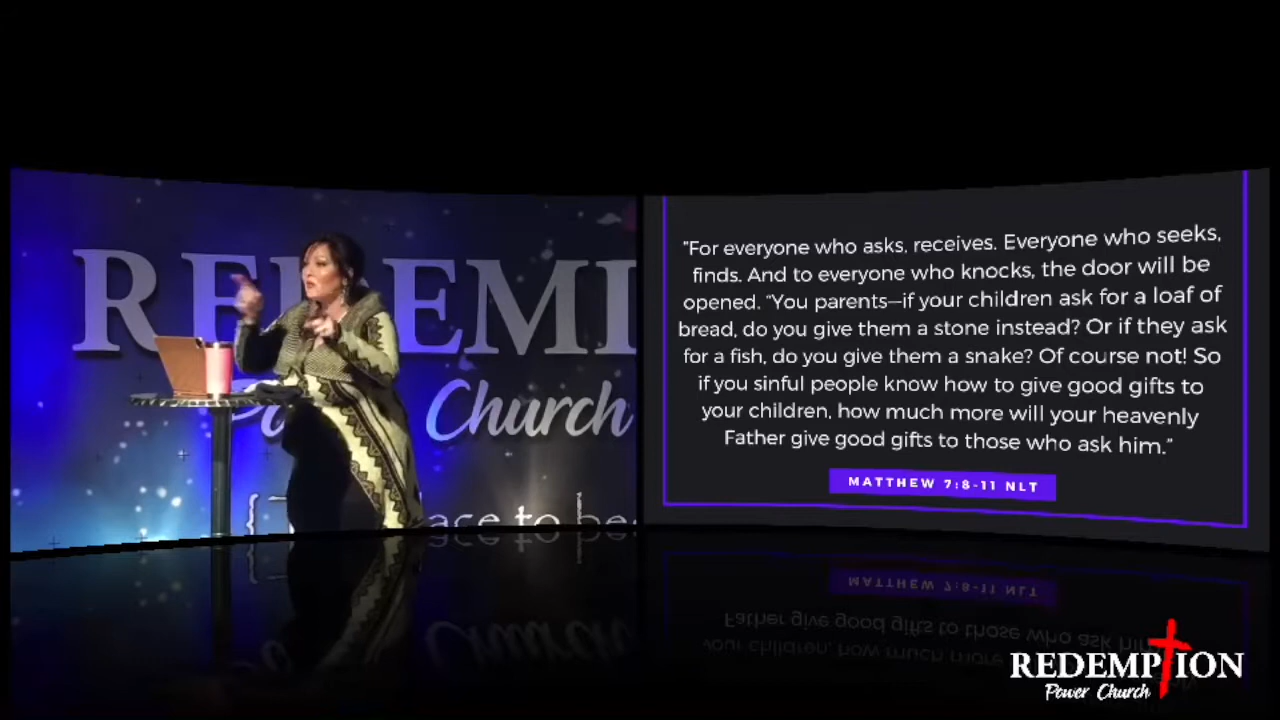 REDEMI
Church
ace to be
"For everyone who asks, receives. Everyone who seeks,
finds. And to everyone who knocks, the door will be
opened. "You parents—if your children ask for a loaf of
bread, do you give them a stone instead? Or if they ask
for a fish, do you give them a snake? Of course not! So
if you sinful people know how to give good gifts to
your children, how much more will your heavenly
Father give good gifts to those who ask him."
MATTHEW 7:8-11 NLT
REDEMPTION
Power Church